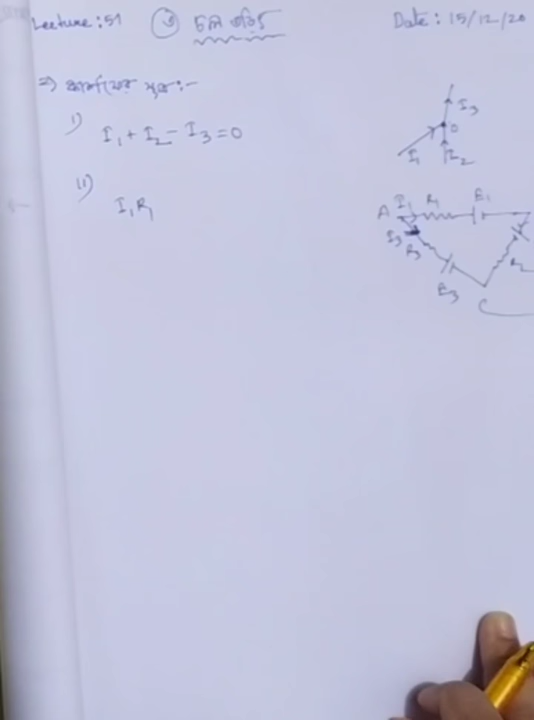 Lecture : 51 ৩ চল তড়িৎ Date : 15/12/20
⇒ কার্শফের সূত্র :-
i) I₁ + I₂ - I₃ = 0
I₃
O
I₁ I₂
ii) I₁R₁
A I₁ R₁ E₁
I₃ R₃
R₂
E₃ C